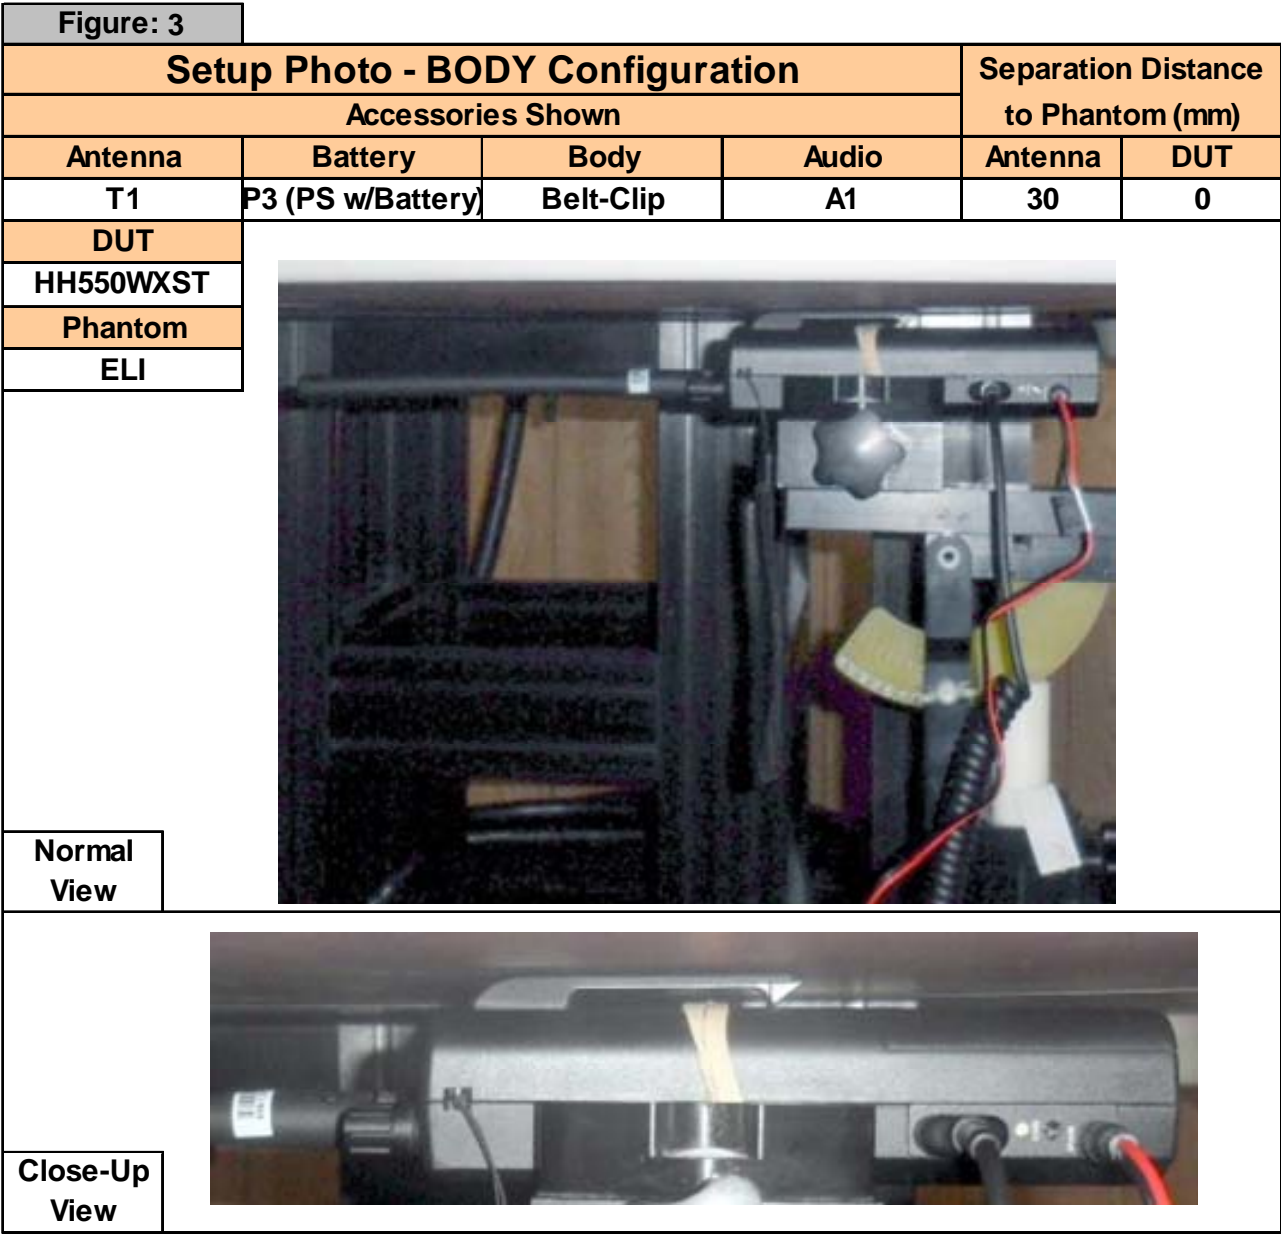 Figure: 3
Setup Photo - BODY Configuration
Separation Distance
to Phantom (mm)
Accessories Shown
Antenna Battery Body Audio Antenna DUT
T1 P3 (PS w/Battery) Belt-Clip A1 30 0
DUT
HH550WXST
Phantom
ELI
Normal
View
Close-Up
View